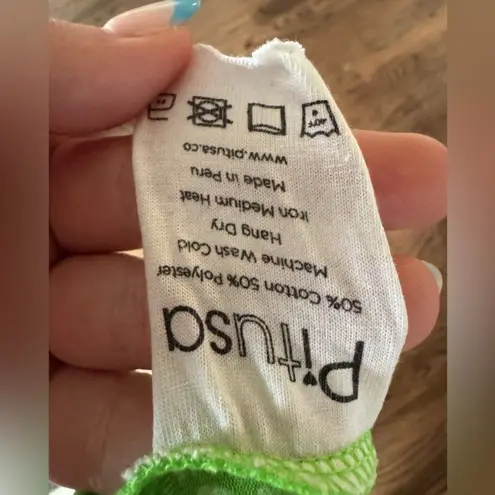 Pitusa
50% Cotton 50% Polyester
Machine Wash Cold
Hang Dry
Iron Medium Heat
Made in Peru
www.pitusa.co
40°F